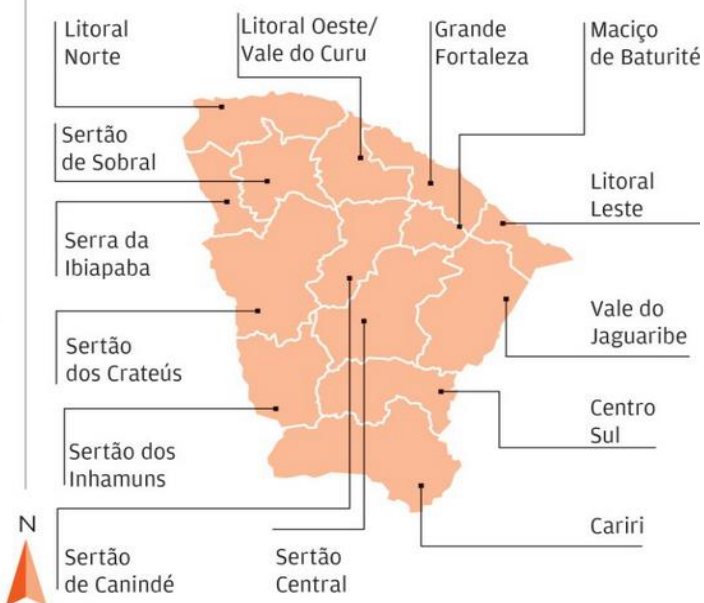 Litoral
Norte
Litoral Oeste/
Vale do Curu
Grande
Fortaleza
Maciço
de Baturité
Sertão
de Sobral
Litoral
Leste
Serra da
Ibiapaba
Vale do
Jaguaribe
Sertão
dos Crateús
Centro
Sul
Sertão dos
Inhamuns
N
Cariri
Sertão
de Canindé
Sertão
Central